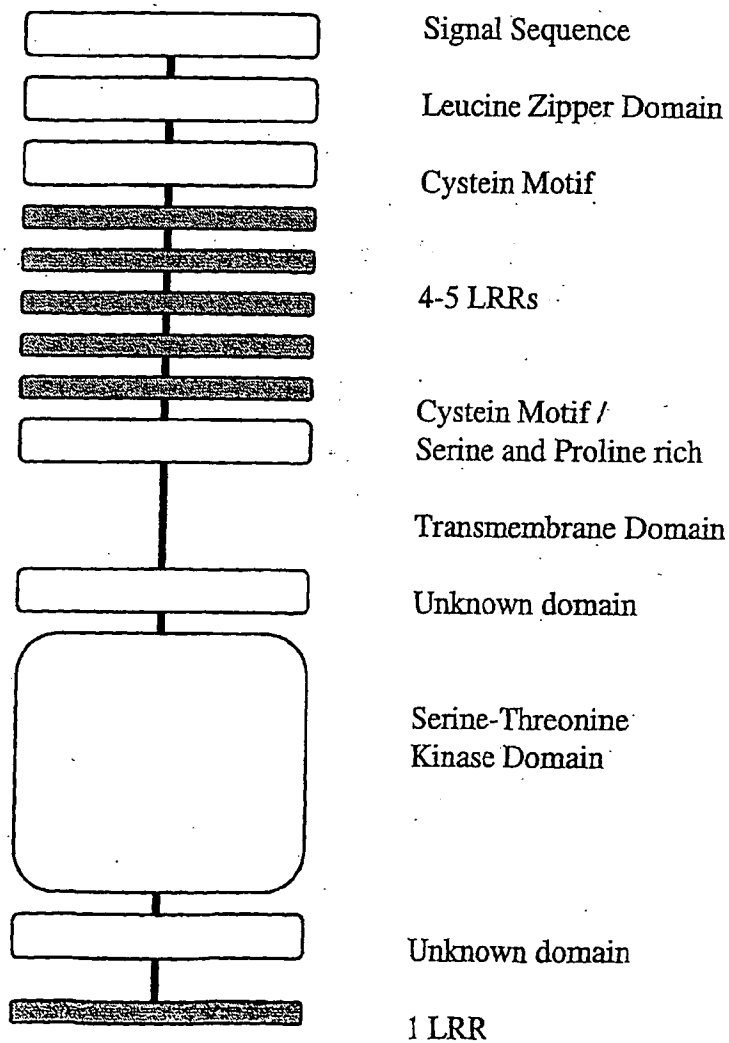 Signal Sequence
Leucine Zipper Domain
Cystein Motif
4-5 LRRs
Cystein Motif /
Serine and Proline rich
Transmembrane Domain
Unknown domain
Serine-Threonine
Kinase Domain
Unknown domain
1 LRR